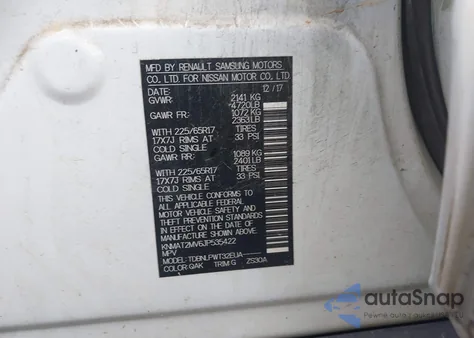 MFD BY RENAULT SAMSUNG MOTORS
CO. LTD. FOR NISSAN MOTOR CO., LTD
DATE: 12/17
GVWR: 2141 KG
4720LB
GAWR FR: 1072 KG
2363LB
WITH 225/65R17 TIRES
17X7J RIMS AT 33 PSI
COLD SINGLE
GAWR RR: 1089 KG
2401LB
WITH 225/65R17 TIRES
17X7J RIMS AT 33 PSI
COLD SINGLE
THIS VEHICLE CONFORMS TO ALL
APPLICABLE FEDERAL MOTOR
VEHICLE SAFETY AND THEFT
PREVENTION STANDARDS IN
EFFECT ON THE DATE OF
MANUFACTURE SHOWN ABOVE.
KNMAT2MV6JP535422
MPV
MODEL: TDBNLPWT32EUA
COLOR: QAK TRIM: G ZS30A
autoSnap
POWERED BY